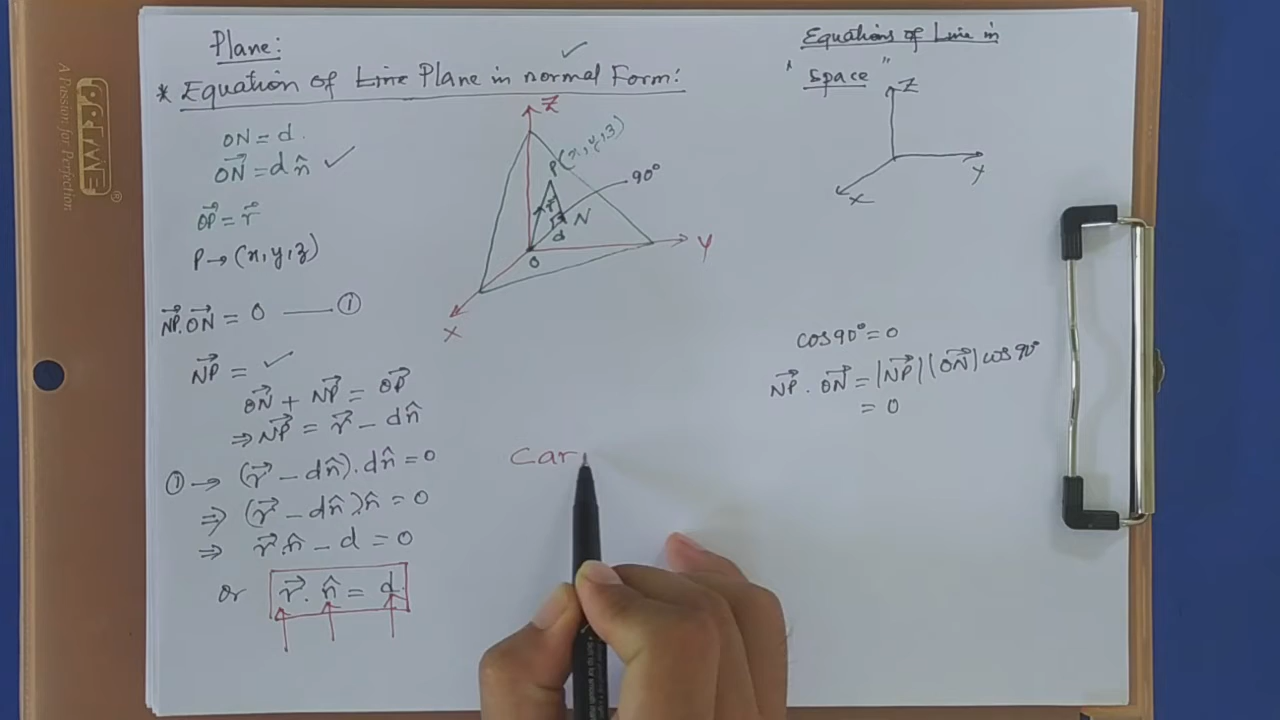 Plane:
* Equation of Line Plane in normal Form:
ON = d.
ON⃗ = d n̂ ✓
OP⃗ = r⃗
P → (x, y, z)
NP⃗ . ON⃗ = 0 —— ①
NP⃗ = ✓
ON⃗ + NP⃗ = OP⃗
⇒ NP⃗ = r⃗ – d n̂
① → (r⃗ – d n̂) . d n̂ = 0
⇒ (r⃗ – d n̂) . n̂ = 0
⇒ r⃗ . n̂ – d = 0
or r⃗ . n̂ = d.
✓
Z
P(x, y, z)
90°
r⃗
N
d
O
Y
X
Car
Equations of Line in
" Space "
Z
Y
X
cos 90° = 0
NP⃗ . ON⃗ = |NP⃗| |ON⃗| cos 90°
= 0
A Passion for Perfection